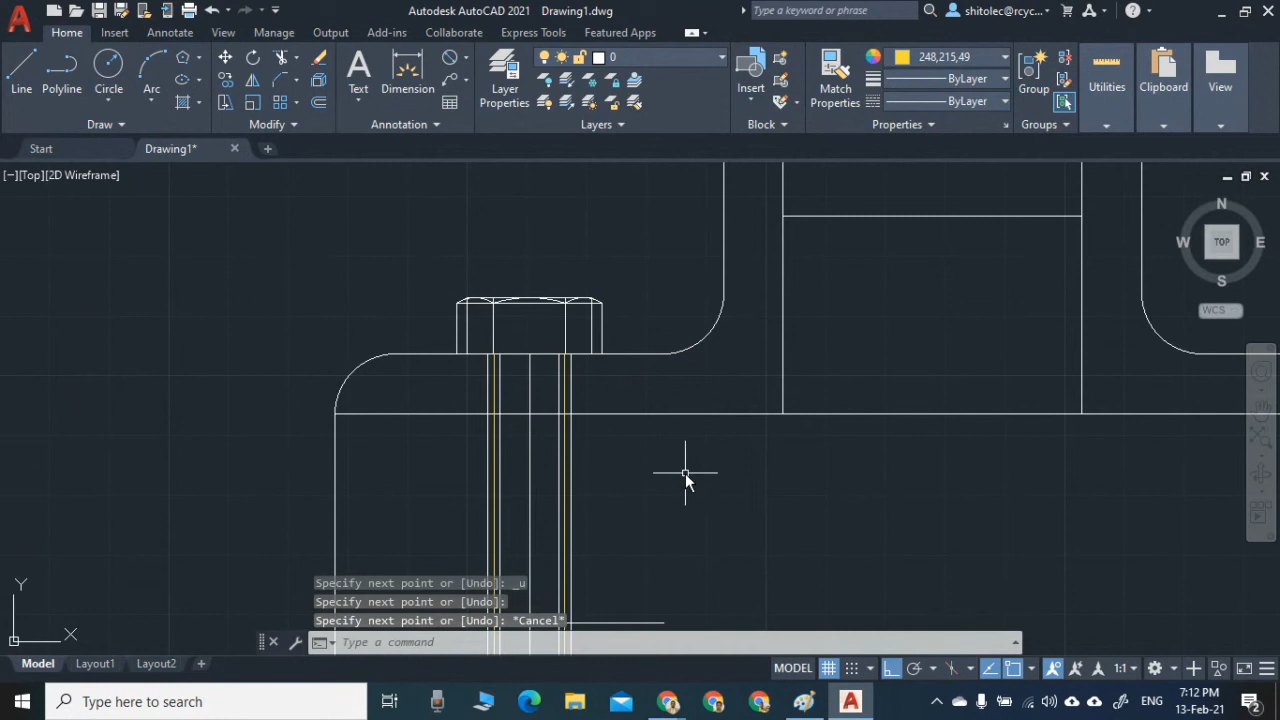 Autodesk AutoCAD 2021 Drawing1.dwg
Type a keyword or phrase
shitolec@rcyc...
Home Insert Annotate View Manage Output Add-ins Collaborate Express Tools Featured Apps
Line Polyline Circle Arc
Text Dimension
Layer Properties
0
Insert
Match Properties
248,215,49
ByLayer
ByLayer
Group
Utilities Clipboard View
Draw Modify Annotation Layers Block Properties Groups
Start Drawing1*
[−][Top][2D Wireframe]
N
W TOP E
S
WCS
Y
X
Specify next point or [Undo]: _u
Specify next point or [Undo]:
Specify next point or [Undo]: *Cancel*
Type a command
Model Layout1 Layout2
MODEL 1:1
Type here to search
ENG
7:12 PM
13-Feb-21
2